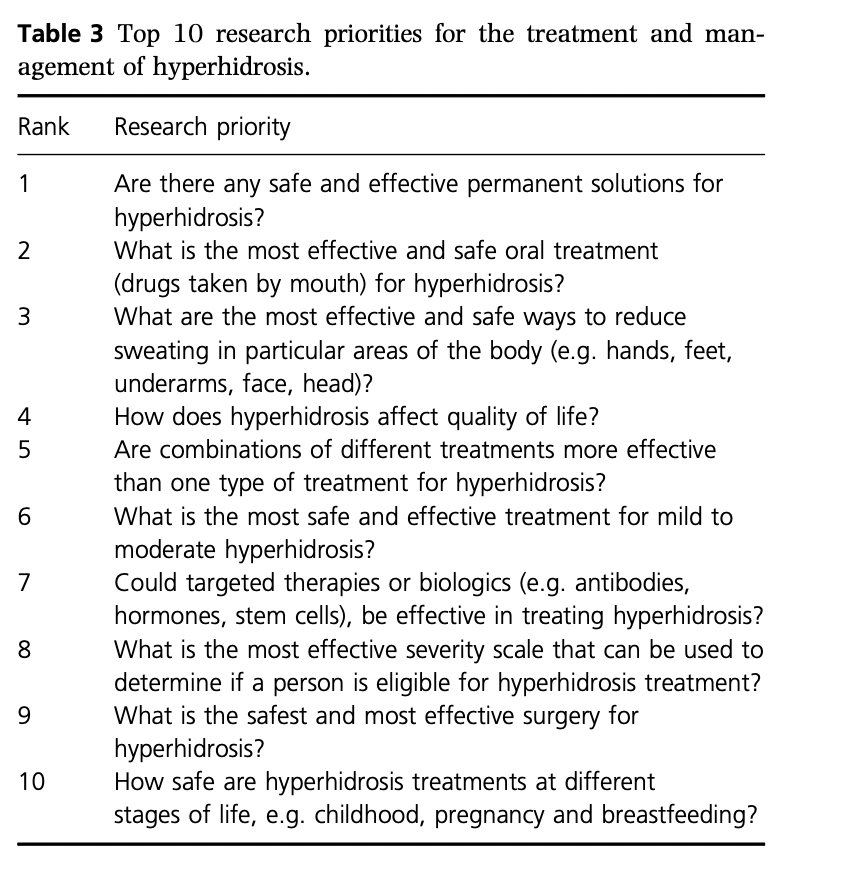 Table 3 Top 10 research priorities for the treatment and man-
agement of hyperhidrosis.
Rank Research priority
1 Are there any safe and effective permanent solutions for
hyperhidrosis?
2 What is the most effective and safe oral treatment
(drugs taken by mouth) for hyperhidrosis?
3 What are the most effective and safe ways to reduce
sweating in particular areas of the body (e.g. hands, feet,
underarms, face, head)?
4 How does hyperhidrosis affect quality of life?
5 Are combinations of different treatments more effective
than one type of treatment for hyperhidrosis?
6 What is the most safe and effective treatment for mild to
moderate hyperhidrosis?
7 Could targeted therapies or biologics (e.g. antibodies,
hormones, stem cells), be effective in treating hyperhidrosis?
8 What is the most effective severity scale that can be used to
determine if a person is eligible for hyperhidrosis treatment?
9 What is the safest and most effective surgery for
hyperhidrosis?
10 How safe are hyperhidrosis treatments at different
stages of life, e.g. childhood, pregnancy and breastfeeding?